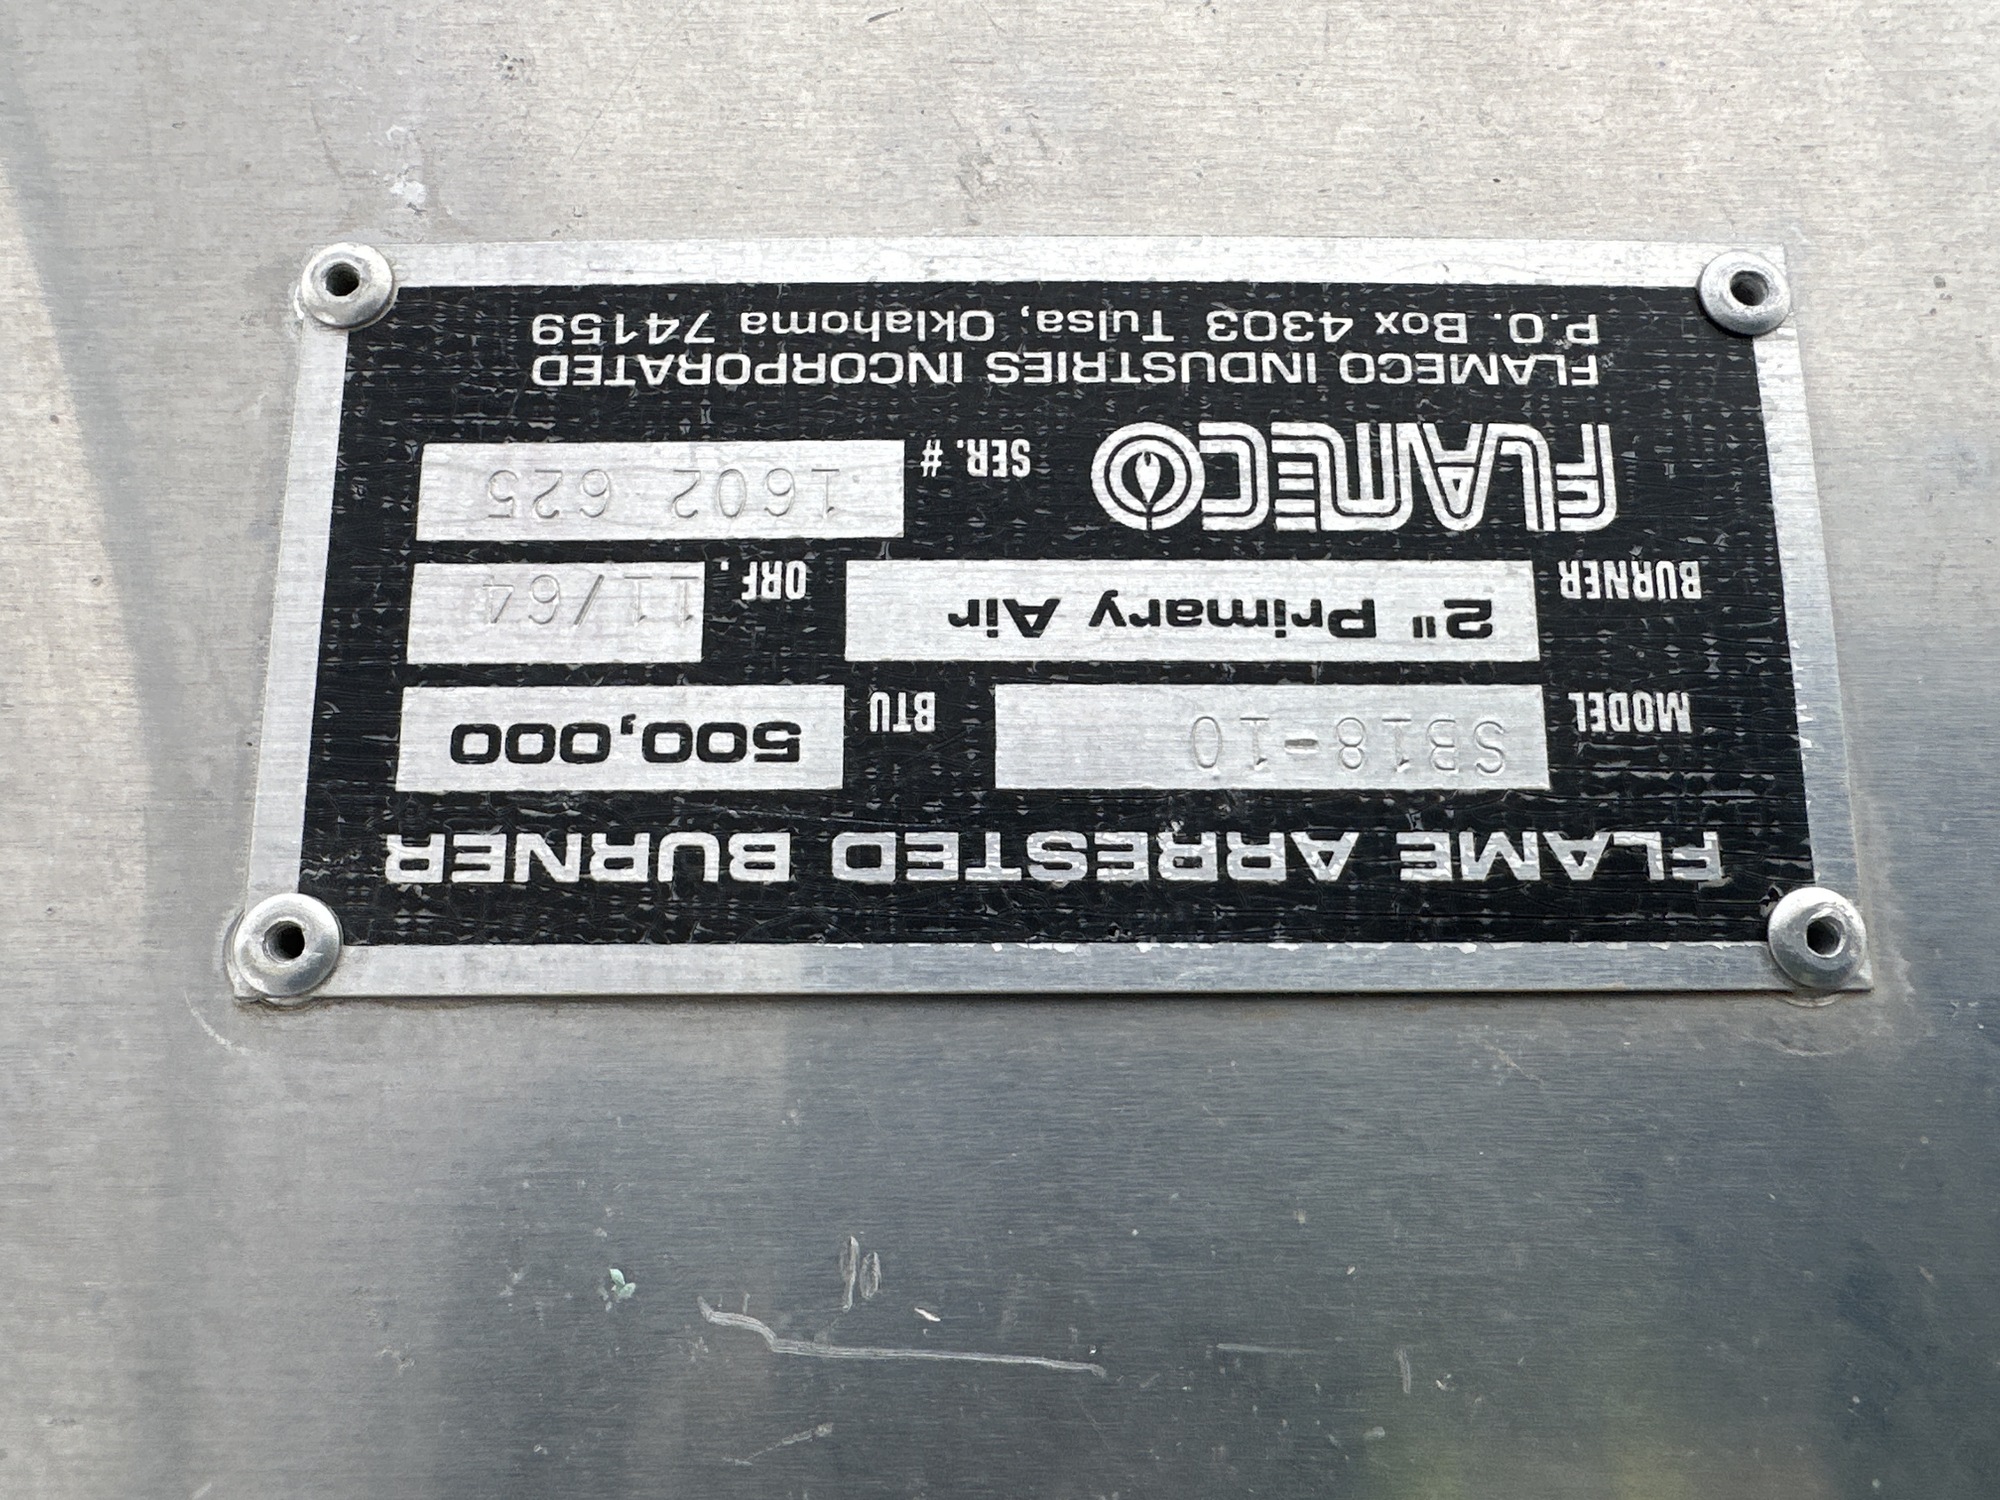 FLAME ARRESTED BURNER
MODEL SB18-10 BTU 500,000
BURNER 2" Primary Air ORF. 11/64
FLAMECO SER. # 1602 625
FLAMECO INDUSTRIES INCORPORATED
P.O. Box 4303 Tulsa, Oklahoma 74159